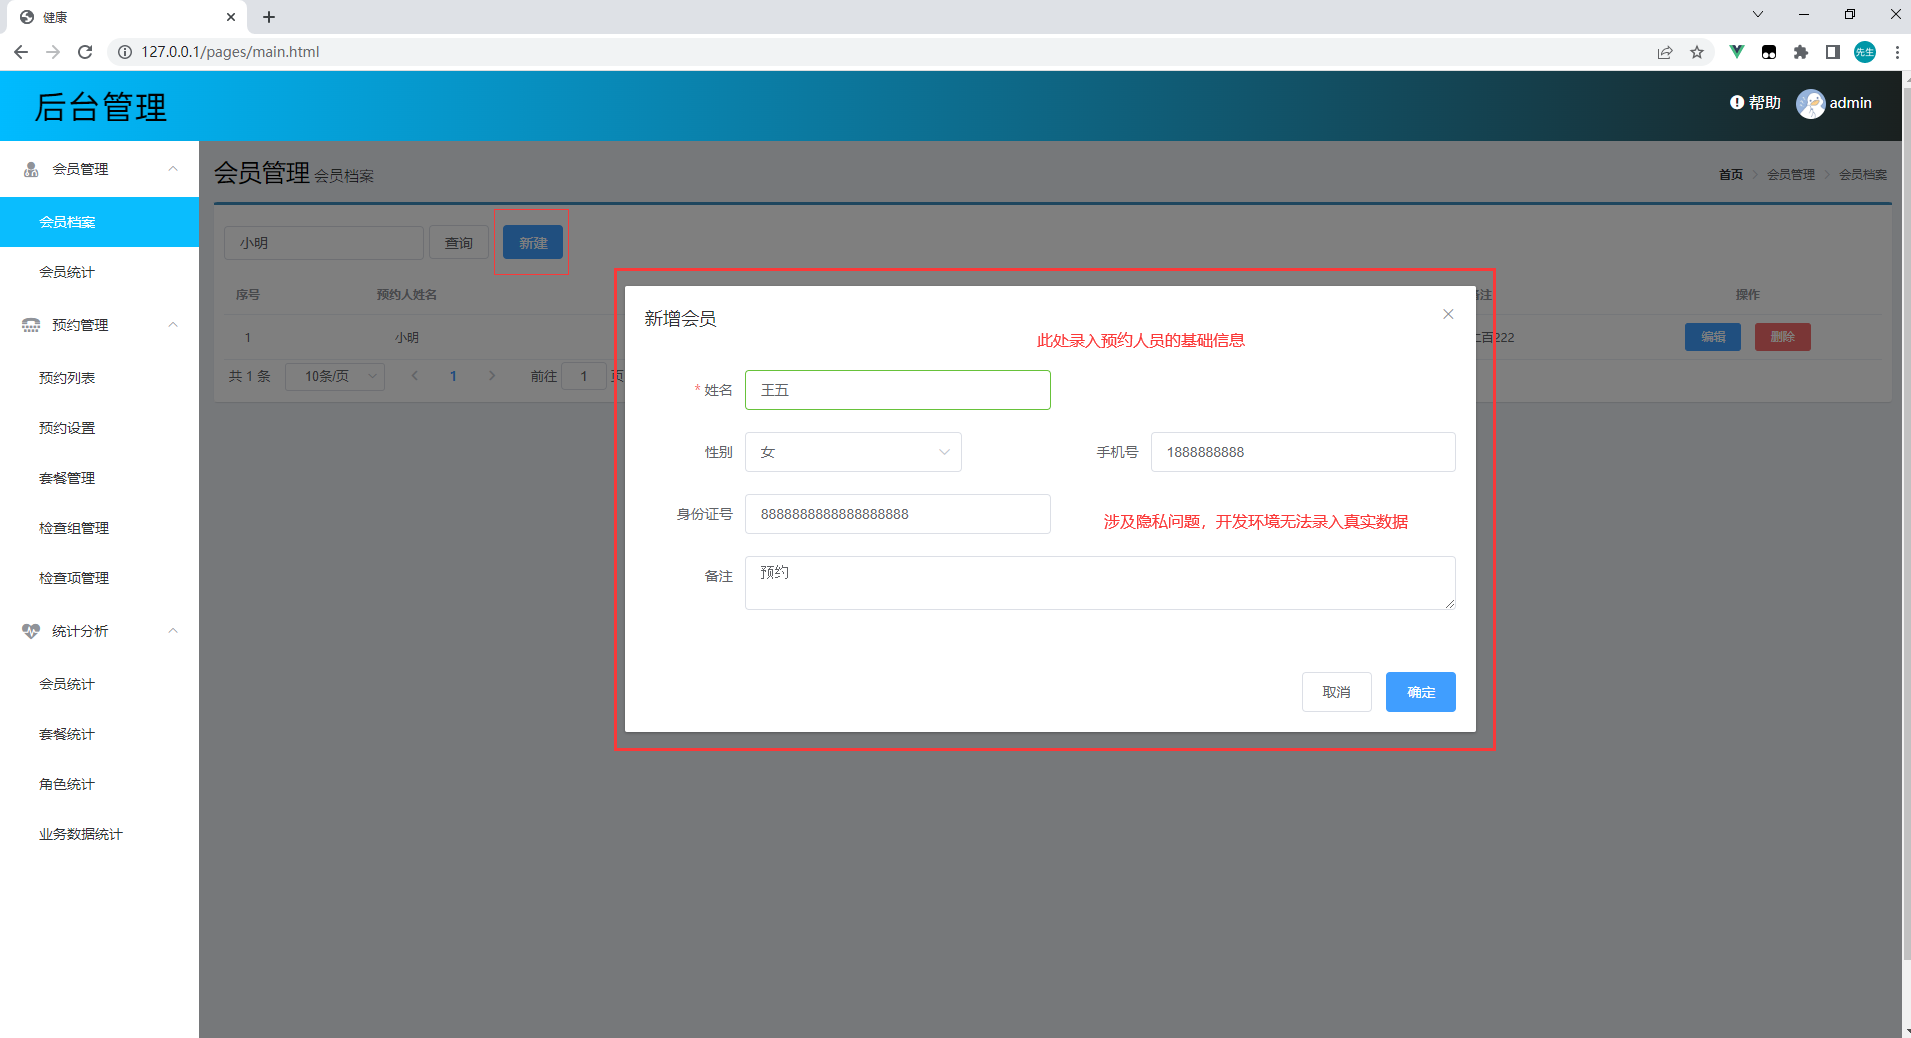 健康
127.0.0.1/pages/main.html
先生
后台管理
帮助
admin
会员管理
会员档案
会员统计
预约管理
预约列表
预约设置
套餐管理
检查组管理
检查项管理
统计分析
会员统计
套餐统计
角色统计
业务数据统计
会员管理 会员档案
首页 会员管理 会员档案
小明 查询 新建
序号 预约人姓名 备注 操作
1 小明 222 编辑 删除
共 1 条 10条/页 1 前往 1 页
新增会员
此处录入预约人员的基础信息
* 姓名 王五
性别 女 手机号 1888888888
身份证号 8888888888888888888
涉及隐私问题，开发环境无法录入真实数据
备注 预约
取消 确定